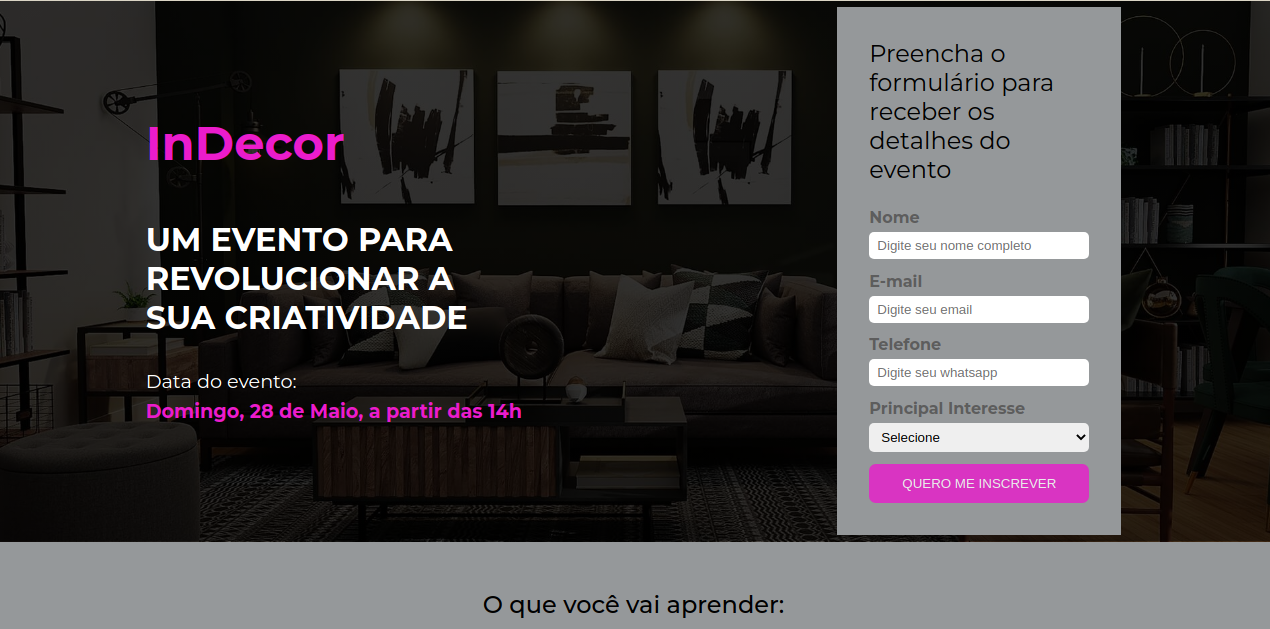 InDecor
UM EVENTO PARA
REVOLUCIONAR A
SUA CRIATIVIDADE
Data do evento:
Domingo, 28 de Maio, a partir das 14h
Preencha o
formulário para
receber os
detalhes do
evento
Nome
Digite seu nome completo
E-mail
Digite seu email
Telefone
Digite seu whatsapp
Principal Interesse
Selecione
QUERO ME INSCREVER
O que você vai aprender: